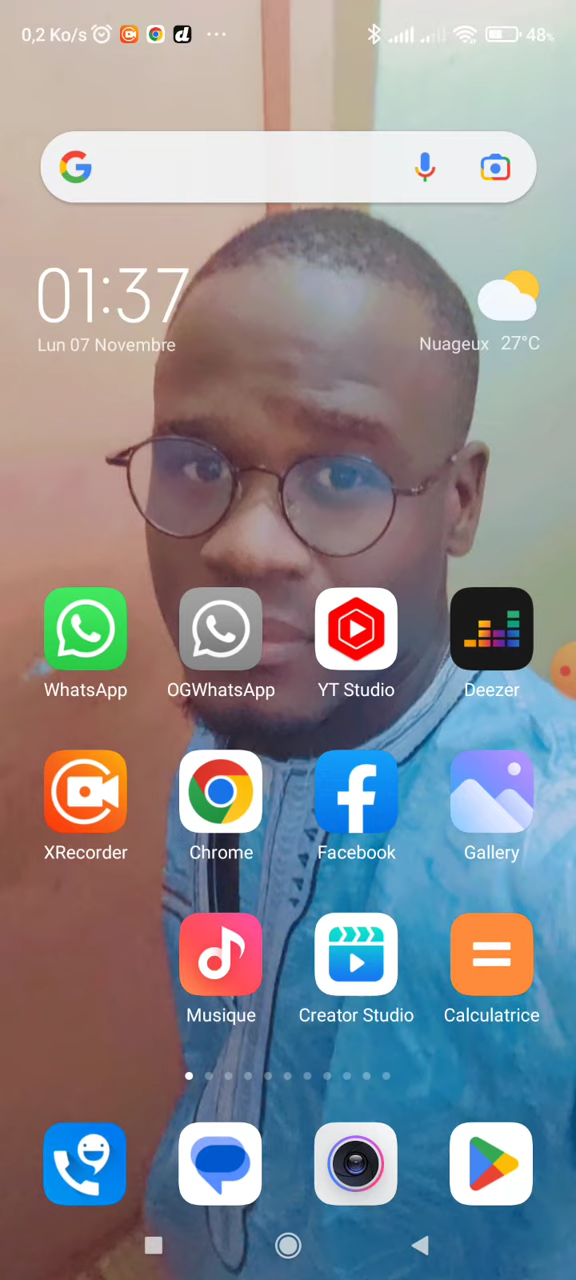 0,2 Ko/s 48%
01:37
Lun 07 Novembre
Nuageux 27°C
WhatsApp OGWhatsApp YT Studio Deezer
XRecorder Chrome Facebook Gallery
Musique Creator Studio Calculatrice